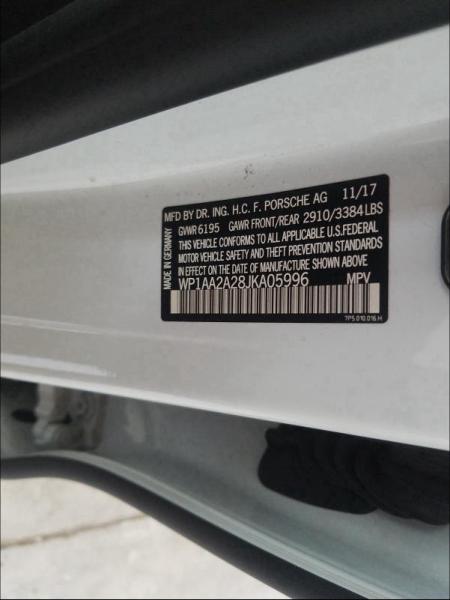 MFD BY DR. ING. H.C. F. PORSCHE AG 11/17
GVWR 6195 GAWR FRONT/REAR 2910/3384 LBS
THIS VEHICLE CONFORMS TO ALL APPLICABLE U.S. FEDERAL
MOTOR VEHICLE SAFETY AND THEFT PREVENTION STANDARDS
IN EFFECT ON THE DATE OF MANUFACTURE SHOWN ABOVE.
WP1AA2A28JKA05996 MPV
MADE IN GERMANY
7P5.010.016 H